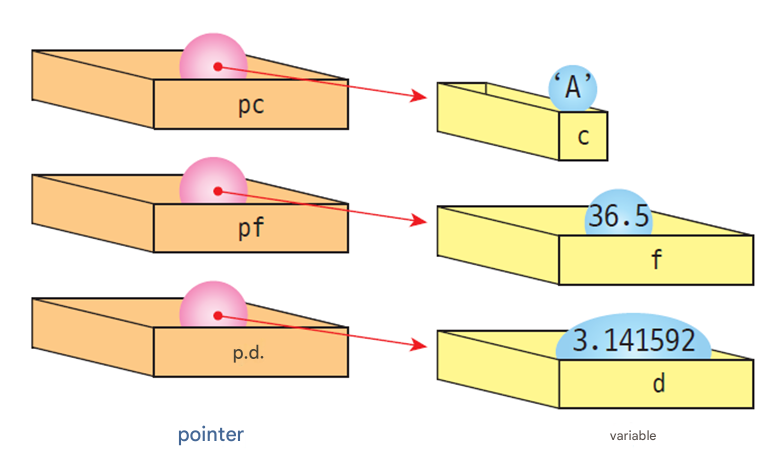 pc
‘A’
c
pf
36.5
f
p.d.
3.141592
d
pointer
variable